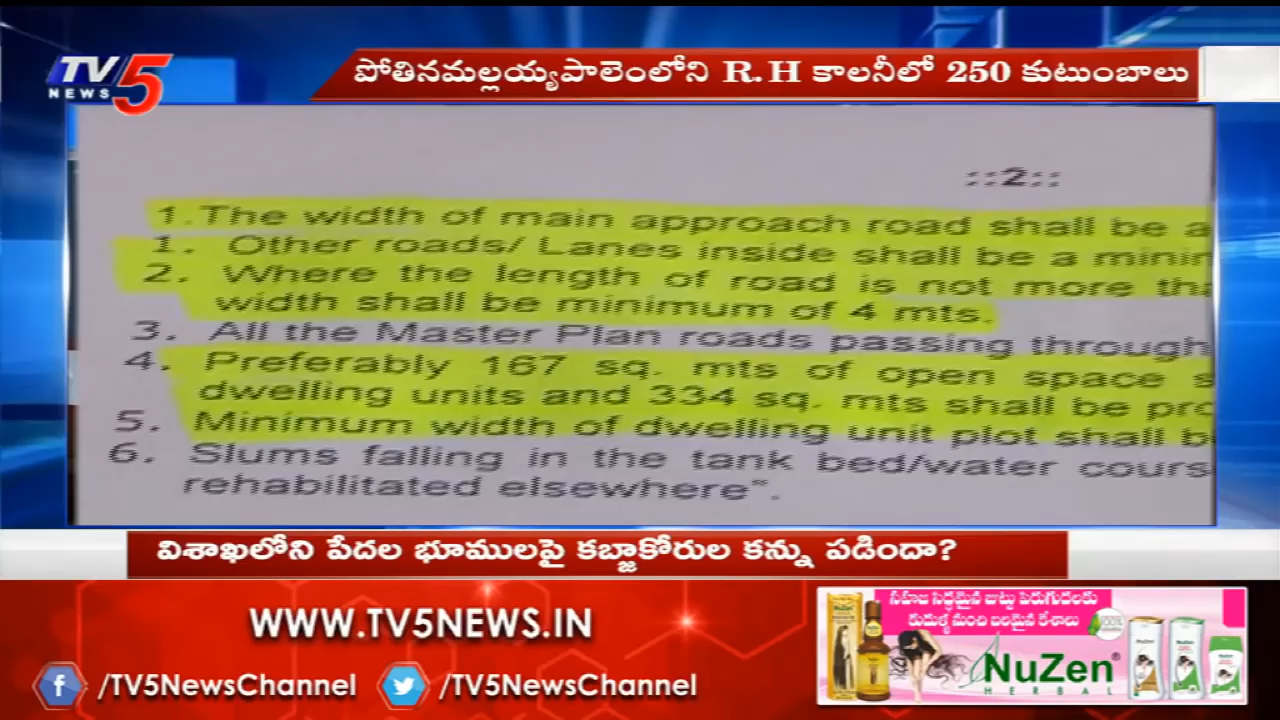 TV5
NEWS
పోతినమల్లయ్యపాలెంలోని R.H కాలనీలో 250 కుటుంబాలు
::2::
1. The width of main approach road shall be a
1. Other roads/ Lanes inside shall be a
2. Where the length of road is not more
width shall be minimum of 4 mts.
3. All the Master Plan roads passing through
4. Preferably 167 sq. mts of open space
dwelling units and 334 sq. mts shall be
5. Minimum width of dwelling unit plot shall
6. Slums falling in the tank bed/water
rehabilitated elsewhere".
విశాఖలోని పేదల భూములపై కబ్జాకోరుల కన్ను పడిందా?
WWW.TV5NEWS.IN
/TV5NewsChannel
/TV5NewsChannel
సహజ సిద్ధమైన జుట్టు పెరుగుదలకు
కుదుళ్ళ నుంచి బలమైన కేశాలు
100%
NuZen®
HERBAL